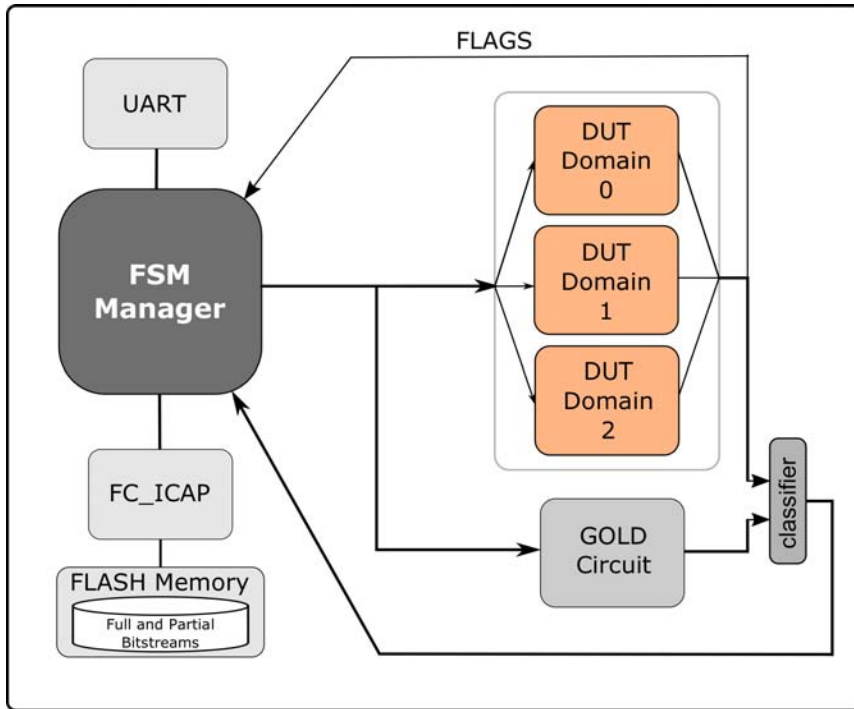 FLAGS
UART
DUT
Domain
0
FSM
Manager
DUT
Domain
1
DUT
Domain
2
FC_ICAP
classifier
GOLD
Circuit
FLASH Memory
Full and Partial
Bitstreams